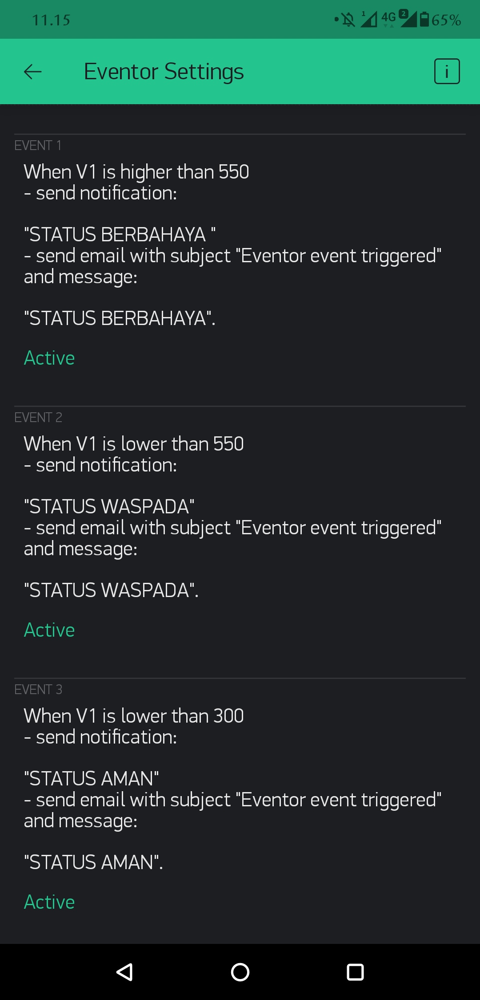 11.15
1 4G 2 65%
Eventor Settings
i
EVENT 1
When V1 is higher than 550
- send notification:
"STATUS BERBAHAYA "
- send email with subject "Eventor event triggered"
and message:
"STATUS BERBAHAYA".
Active
EVENT 2
When V1 is lower than 550
- send notification:
"STATUS WASPADA"
- send email with subject "Eventor event triggered"
and message:
"STATUS WASPADA".
Active
EVENT 3
When V1 is lower than 300
- send notification:
"STATUS AMAN"
- send email with subject "Eventor event triggered"
and message:
"STATUS AMAN".
Active